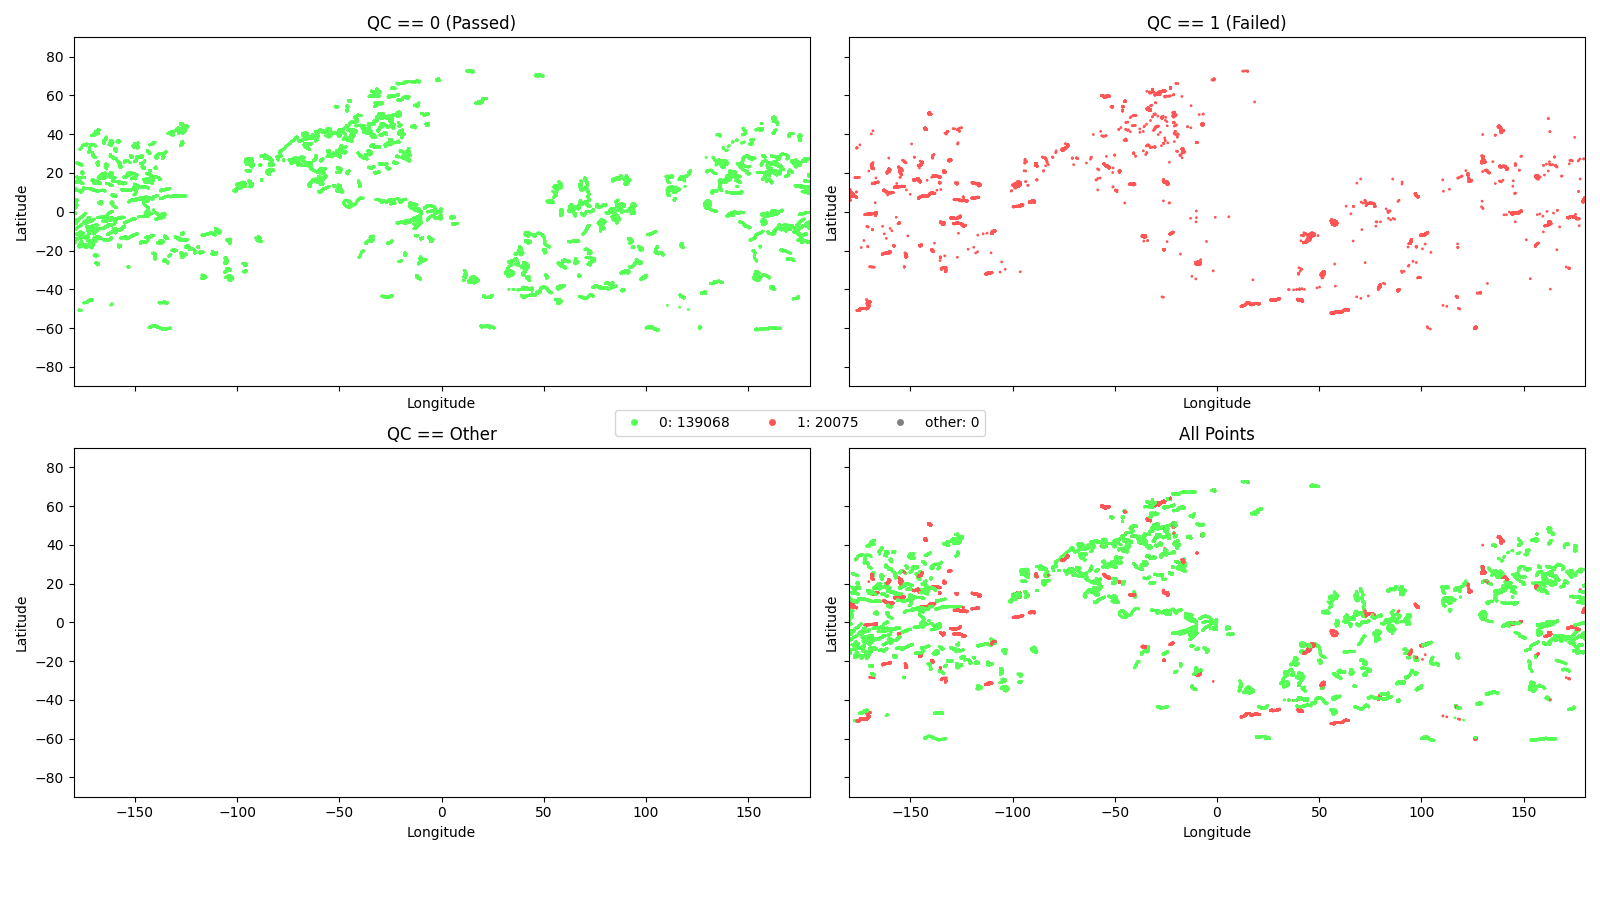 QC == 0 (Passed)
QC == 1 (Failed)
80
60
40
20
0
−20
−40
−60
−80
Latitude
Latitude
Longitude
Longitude
0: 139068
1: 20075
other: 0
QC == Other
All Points
80
60
40
20
0
−20
−40
−60
−80
Latitude
Latitude
−150
−100
−50
0
50
100
150
−150
−100
−50
0
50
100
150
Longitude
Longitude